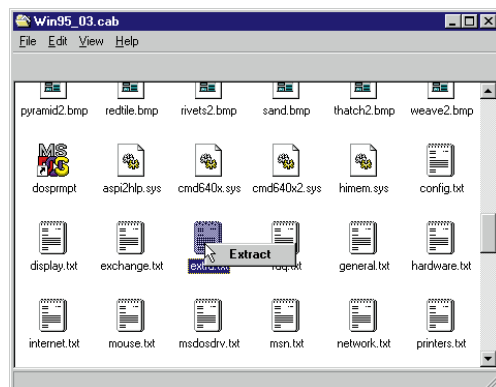 Win95_03.cab
File Edit View Help
pyramid2.bmp redtile.bmp rivets2.bmp sand.bmp thatch2.bmp weave2.bmp
MS
dosprmpt aspi2hlp.sys cmd640x.sys cmd640x2.sys himem.sys config.txt
Extract
display.txt exchange.txt general.txt hardware.txt
internet.txt mouse.txt msdosdrv.txt msn.txt network.txt printers.txt